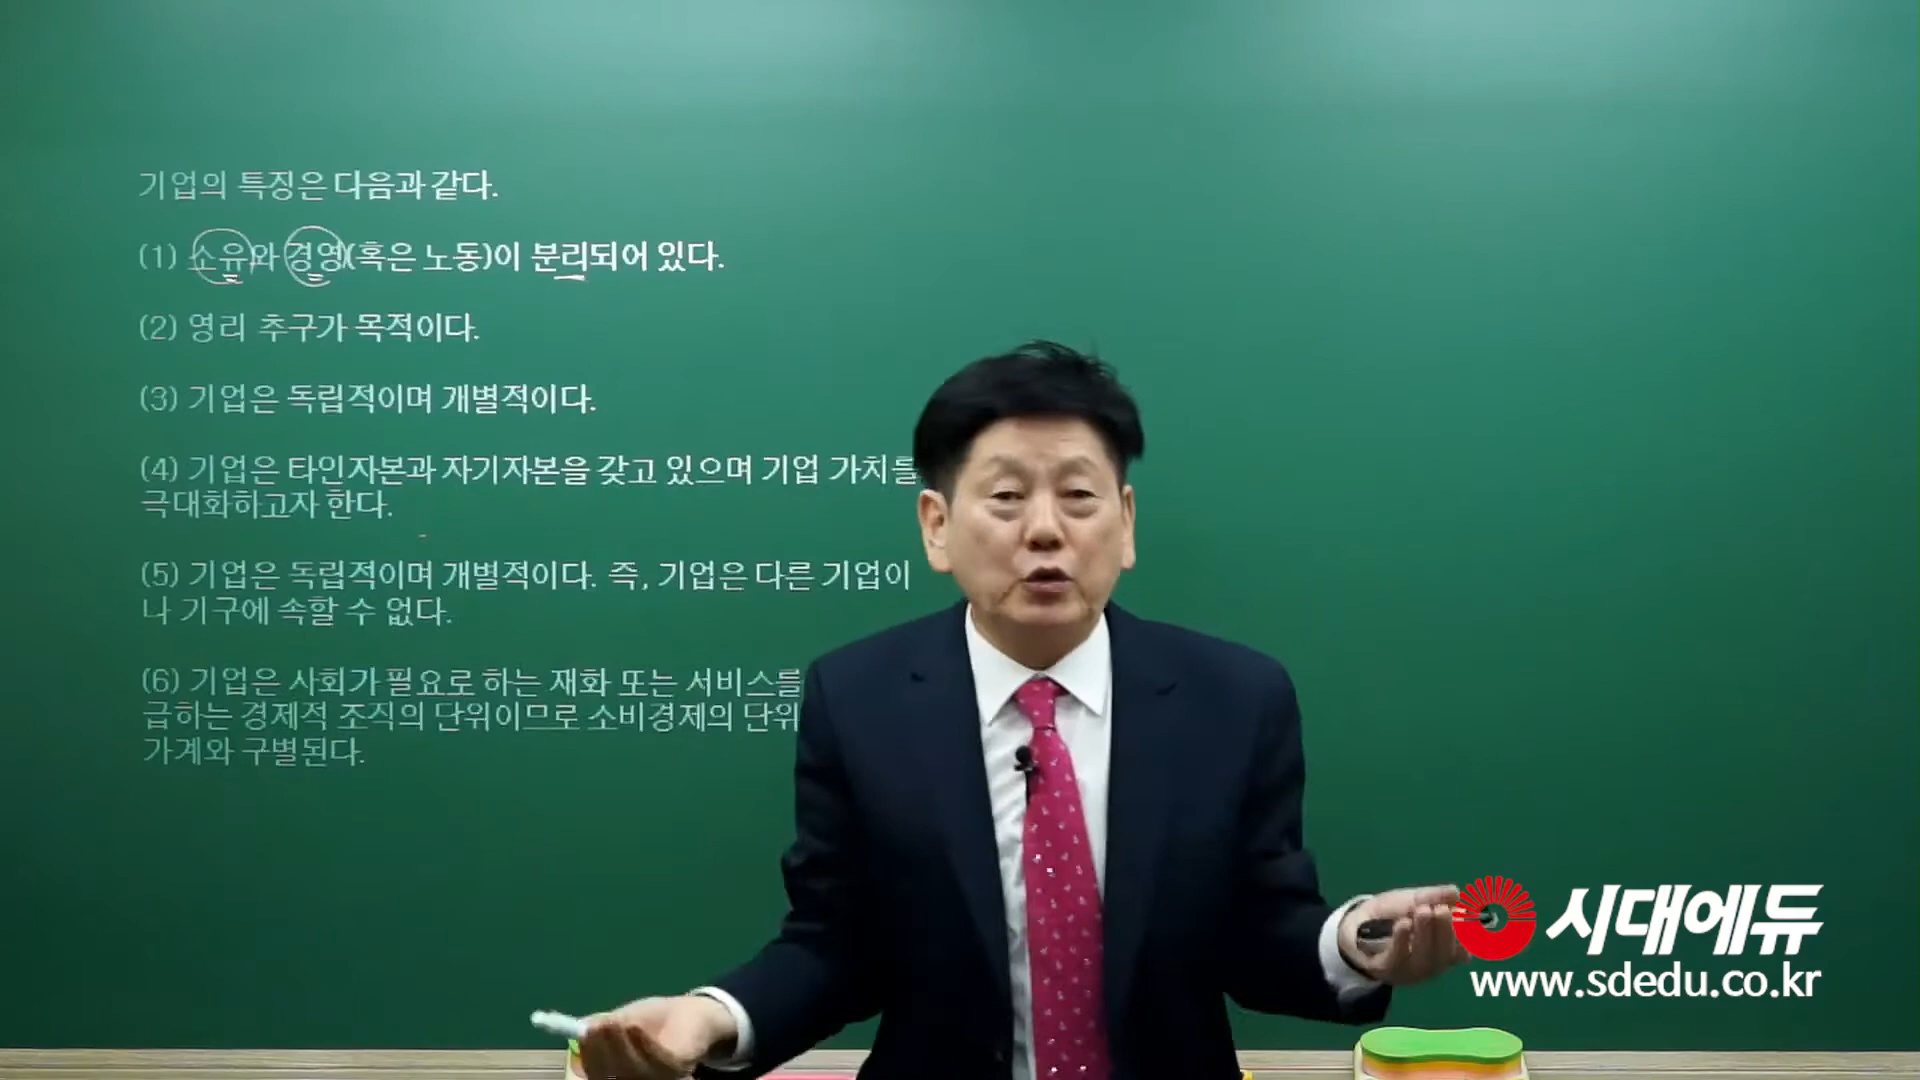 기업의 특징은 다음과 같다.
(1) 소유와 경영(혹은 노동)이 분리되어 있다.
(2) 영리 추구가 목적이다.
(3) 기업은 독립적이며 개별적이다.
(4) 기업은 타인자본과 자기자본을 갖고 있으며 기업 가치를
극대화하고자 한다.
(5) 기업은 독립적이며 개별적이다. 즉, 기업은 다른 기업이
나 기구에 속할 수 없다.
(6) 기업은 사회가 필요로 하는 재화 또는 서비스를
급하는 경제적 조직의 단위이므로 소비경제의 단위
가계와 구별된다.
시대에듀
www.sdedu.co.kr